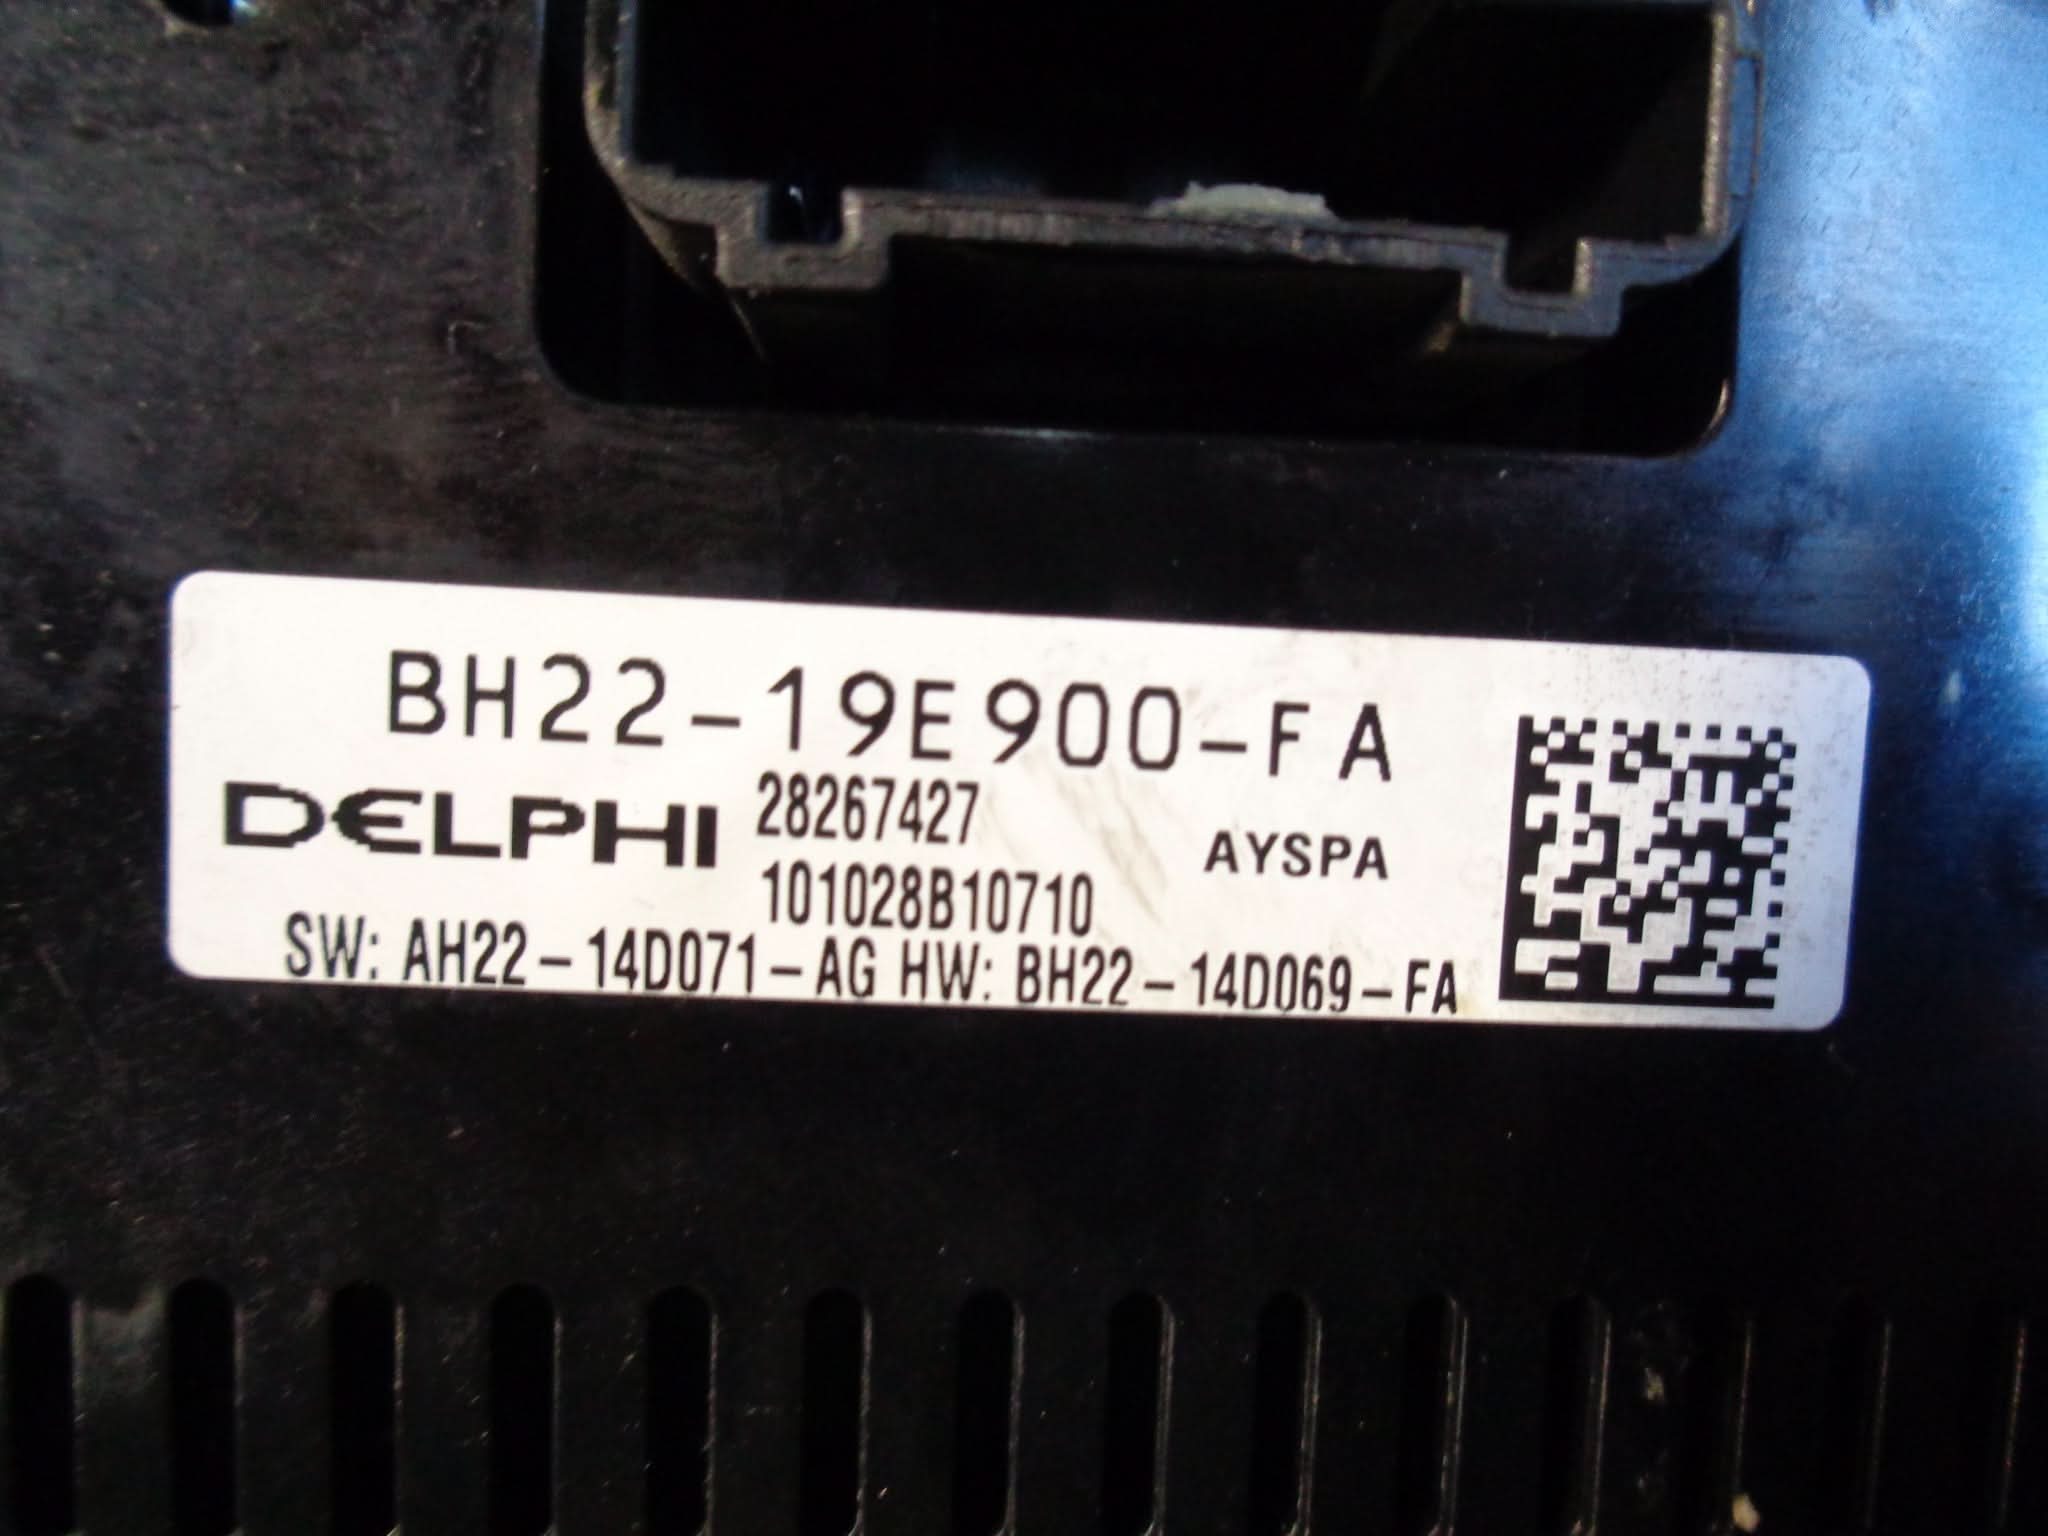 BH22-19E900-FA
DELPHI 28267427 AYSPA
101028B10710
SW: AH22-14D071-AG HW: BH22-14D069-FA